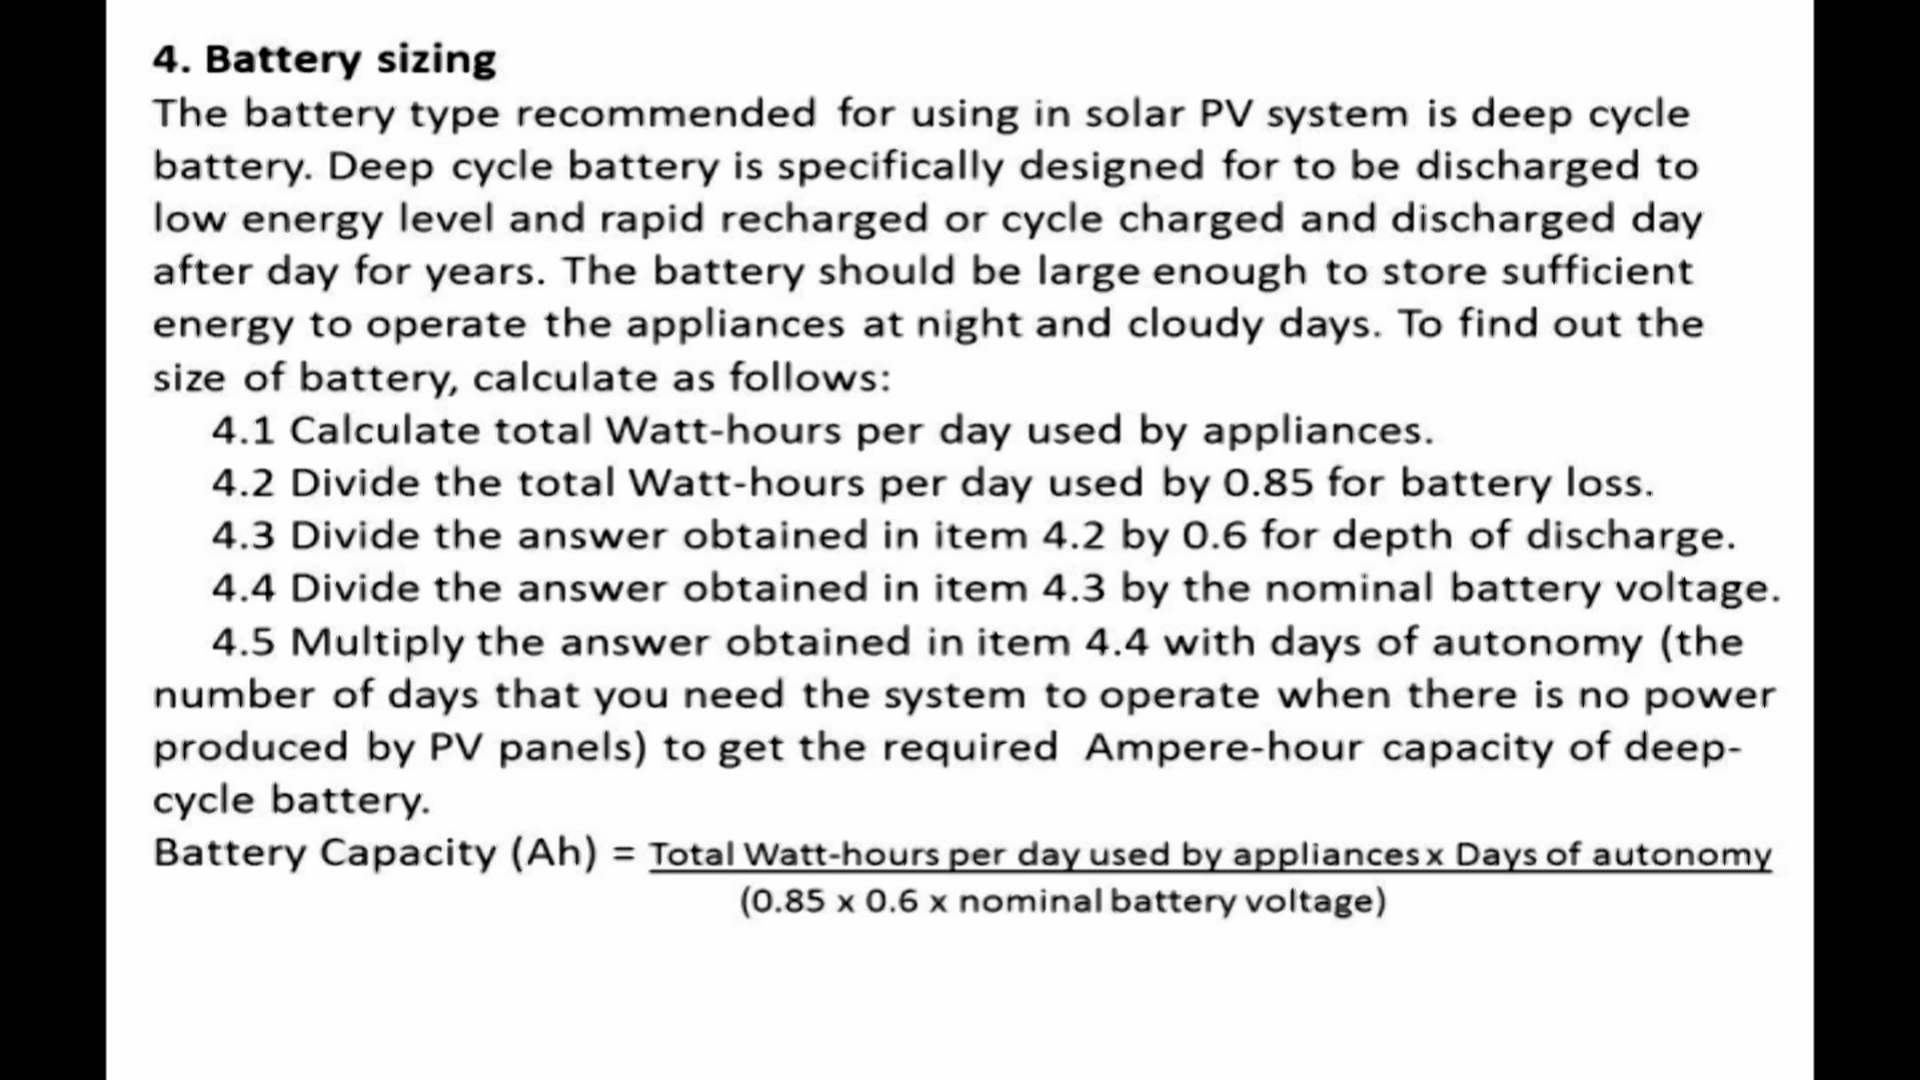 4. Battery sizing
The battery type recommended for using in solar PV system is deep cycle
battery. Deep cycle battery is specifically designed for to be discharged to
low energy level and rapid recharged or cycle charged and discharged day
after day for years. The battery should be large enough to store sufficient
energy to operate the appliances at night and cloudy days. To find out the
size of battery, calculate as follows:
4.1 Calculate total Watt-hours per day used by appliances.
4.2 Divide the total Watt-hours per day used by 0.85 for battery loss.
4.3 Divide the answer obtained in item 4.2 by 0.6 for depth of discharge.
4.4 Divide the answer obtained in item 4.3 by the nominal battery voltage.
4.5 Multiply the answer obtained in item 4.4 with days of autonomy (the
number of days that you need the system to operate when there is no power
produced by PV panels) to get the required Ampere-hour capacity of deep-
cycle battery.
Battery Capacity (Ah) = Total Watt-hours per day used by appliances x Days of autonomy
(0.85 x 0.6 x nominal battery voltage)